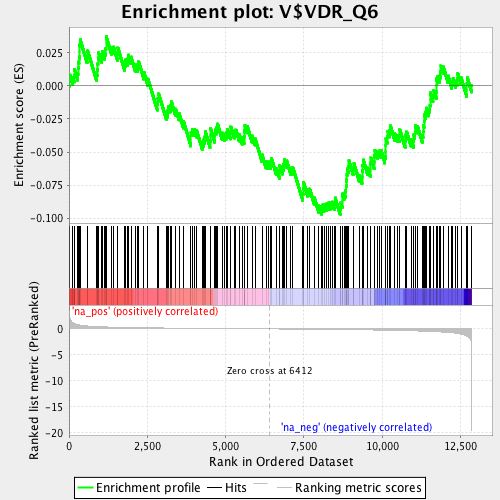 Enrichment plot: V$VDR_Q6
Enrichment score (ES)
0.025
0.000
-0.025
-0.050
-0.075
-0.100
'na_pos' (positively correlated)
Ranked list metric (PreRanked)
0
-5
-10
-15
-20
Zero cross at 6412
'na_neg' (negatively correlated)
0
2,500
5,000
7,500
10,000
12,500
Rank in Ordered Dataset
Enrichment profile
Hits
Ranking metric scores